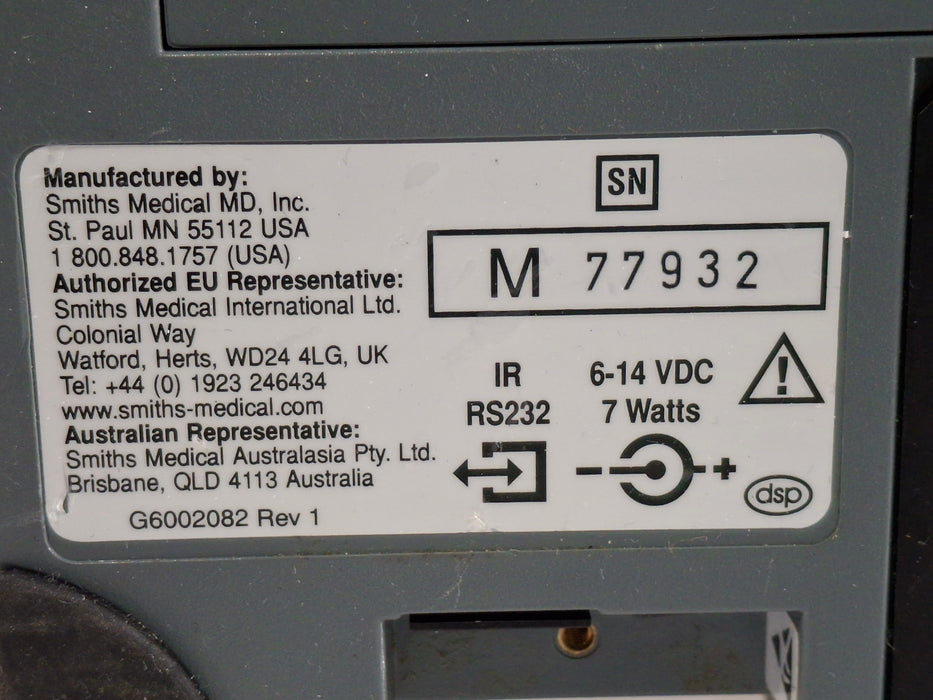 Manufactured by:
Smiths Medical MD, Inc.
St. Paul MN 55112 USA
1 800.848.1757 (USA)
Authorized EU Representative:
Smiths Medical International Ltd.
Colonial Way
Watford, Herts, WD24 4LG, UK
Tel: +44 (0) 1923 246434
www.smiths-medical.com
Australian Representative:
Smiths Medical Australasia Pty. Ltd.
Brisbane, QLD 4113 Australia
G6002082 Rev 1
SN
M 77932
IR
RS232
6-14 VDC
7 Watts
- +
dsp